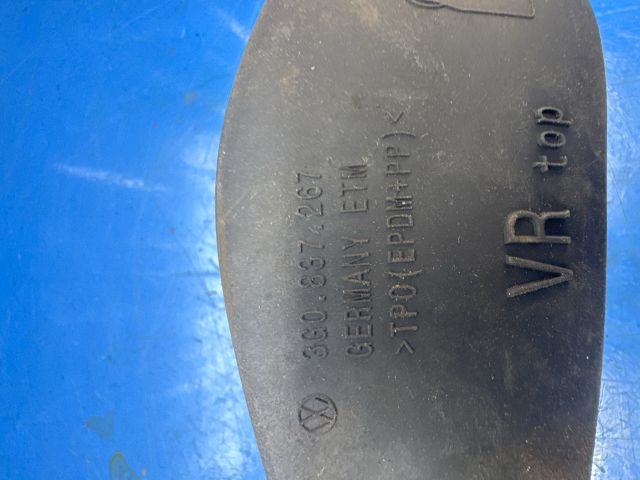 3G0.837.267
GERMANY ETM
>TPO(EPDM+PP)<
VR top